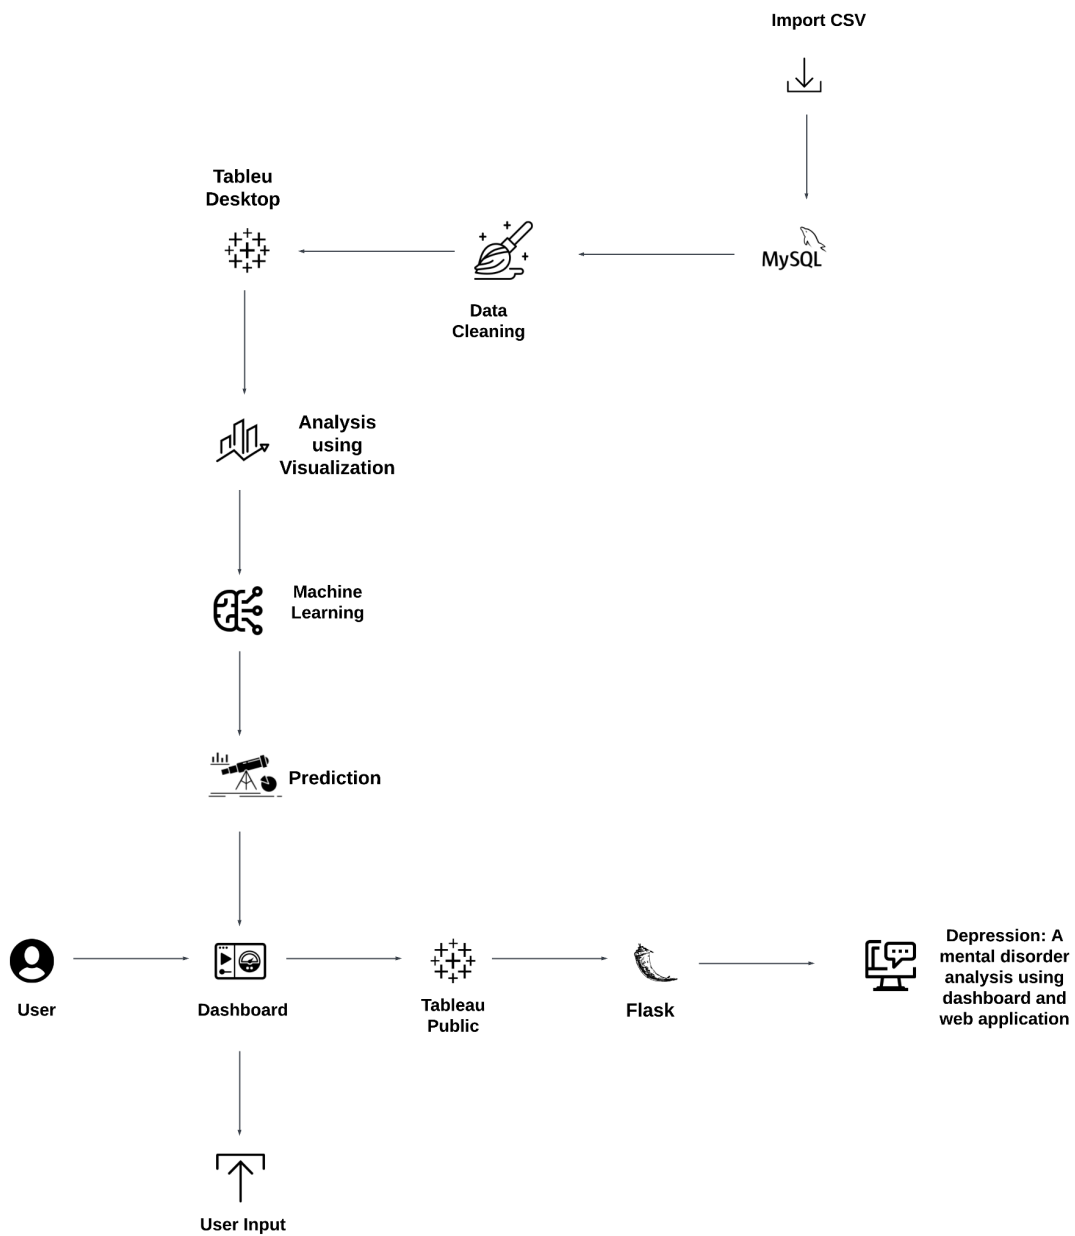 Import CSV
Tableu
Desktop
MySQL
Data
Cleaning
Analysis
using
Visualization
Machine
Learning
Prediction
User
Dashboard
Tableau
Public
Flask
Depression: A
mental disorder
analysis using
dashboard and
web application
User Input